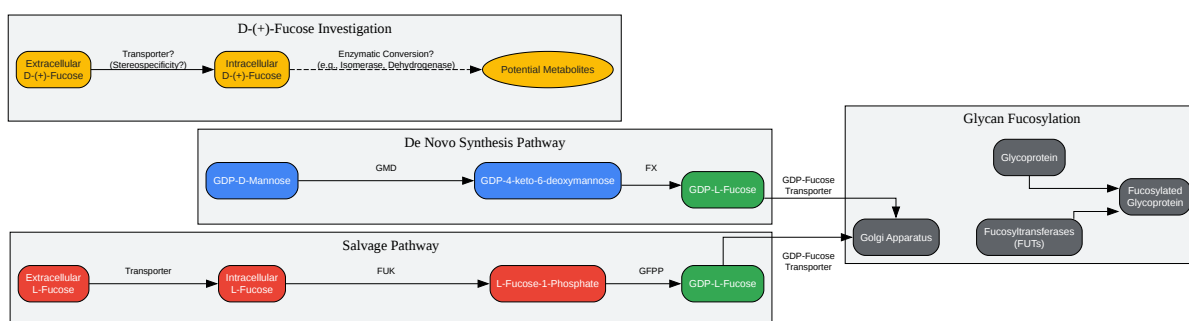 D-(+)-Fucose Investigation
Extracellular
D-(+)-Fucose
Transporter?
(Stereospecificity?)
Intracellular
D-(+)-Fucose
Enzymatic Conversion?
(e.g., Isomerase, Dehydrogenase)
Potential Metabolites
De Novo Synthesis Pathway
GDP-D-Mannose
GMD
GDP-4-keto-6-deoxymannose
FX
GDP-L-Fucose
GDP-Fucose
Transporter
Salvage Pathway
Extracellular
L-Fucose
Transporter
Intracellular
L-Fucose
FUK
L-Fucose-1-Phosphate
GFPP
GDP-L-Fucose
GDP-Fucose
Transporter
Glycan Fucosylation
Glycoprotein
Fucosylated
Glycoprotein
Golgi Apparatus
Fucosyltransferases
(FUTs)